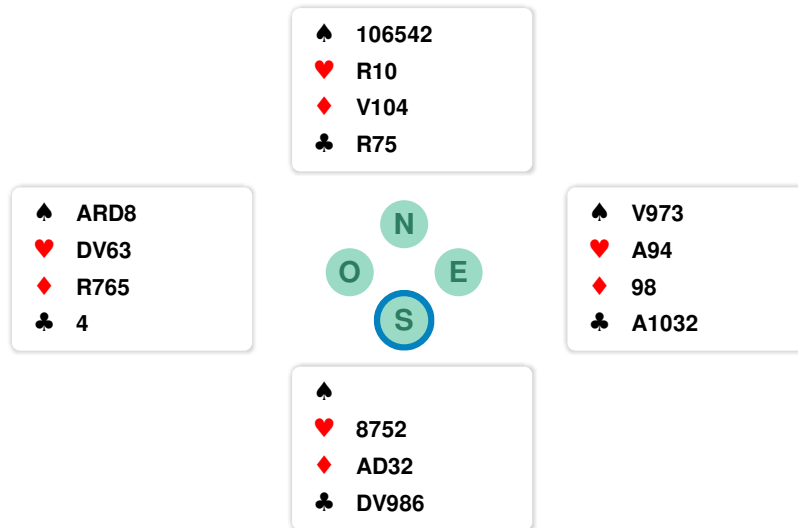 ♠ 106542
♥ R10
♦ V104
♣ R75
♠ ARD8
♥ DV63
♦ R765
♣ 4
N
O E
S
♠ V973
♥ A94
♦ 98
♣ A1032
♠
♥ 8752
♦ AD32
♣ DV986